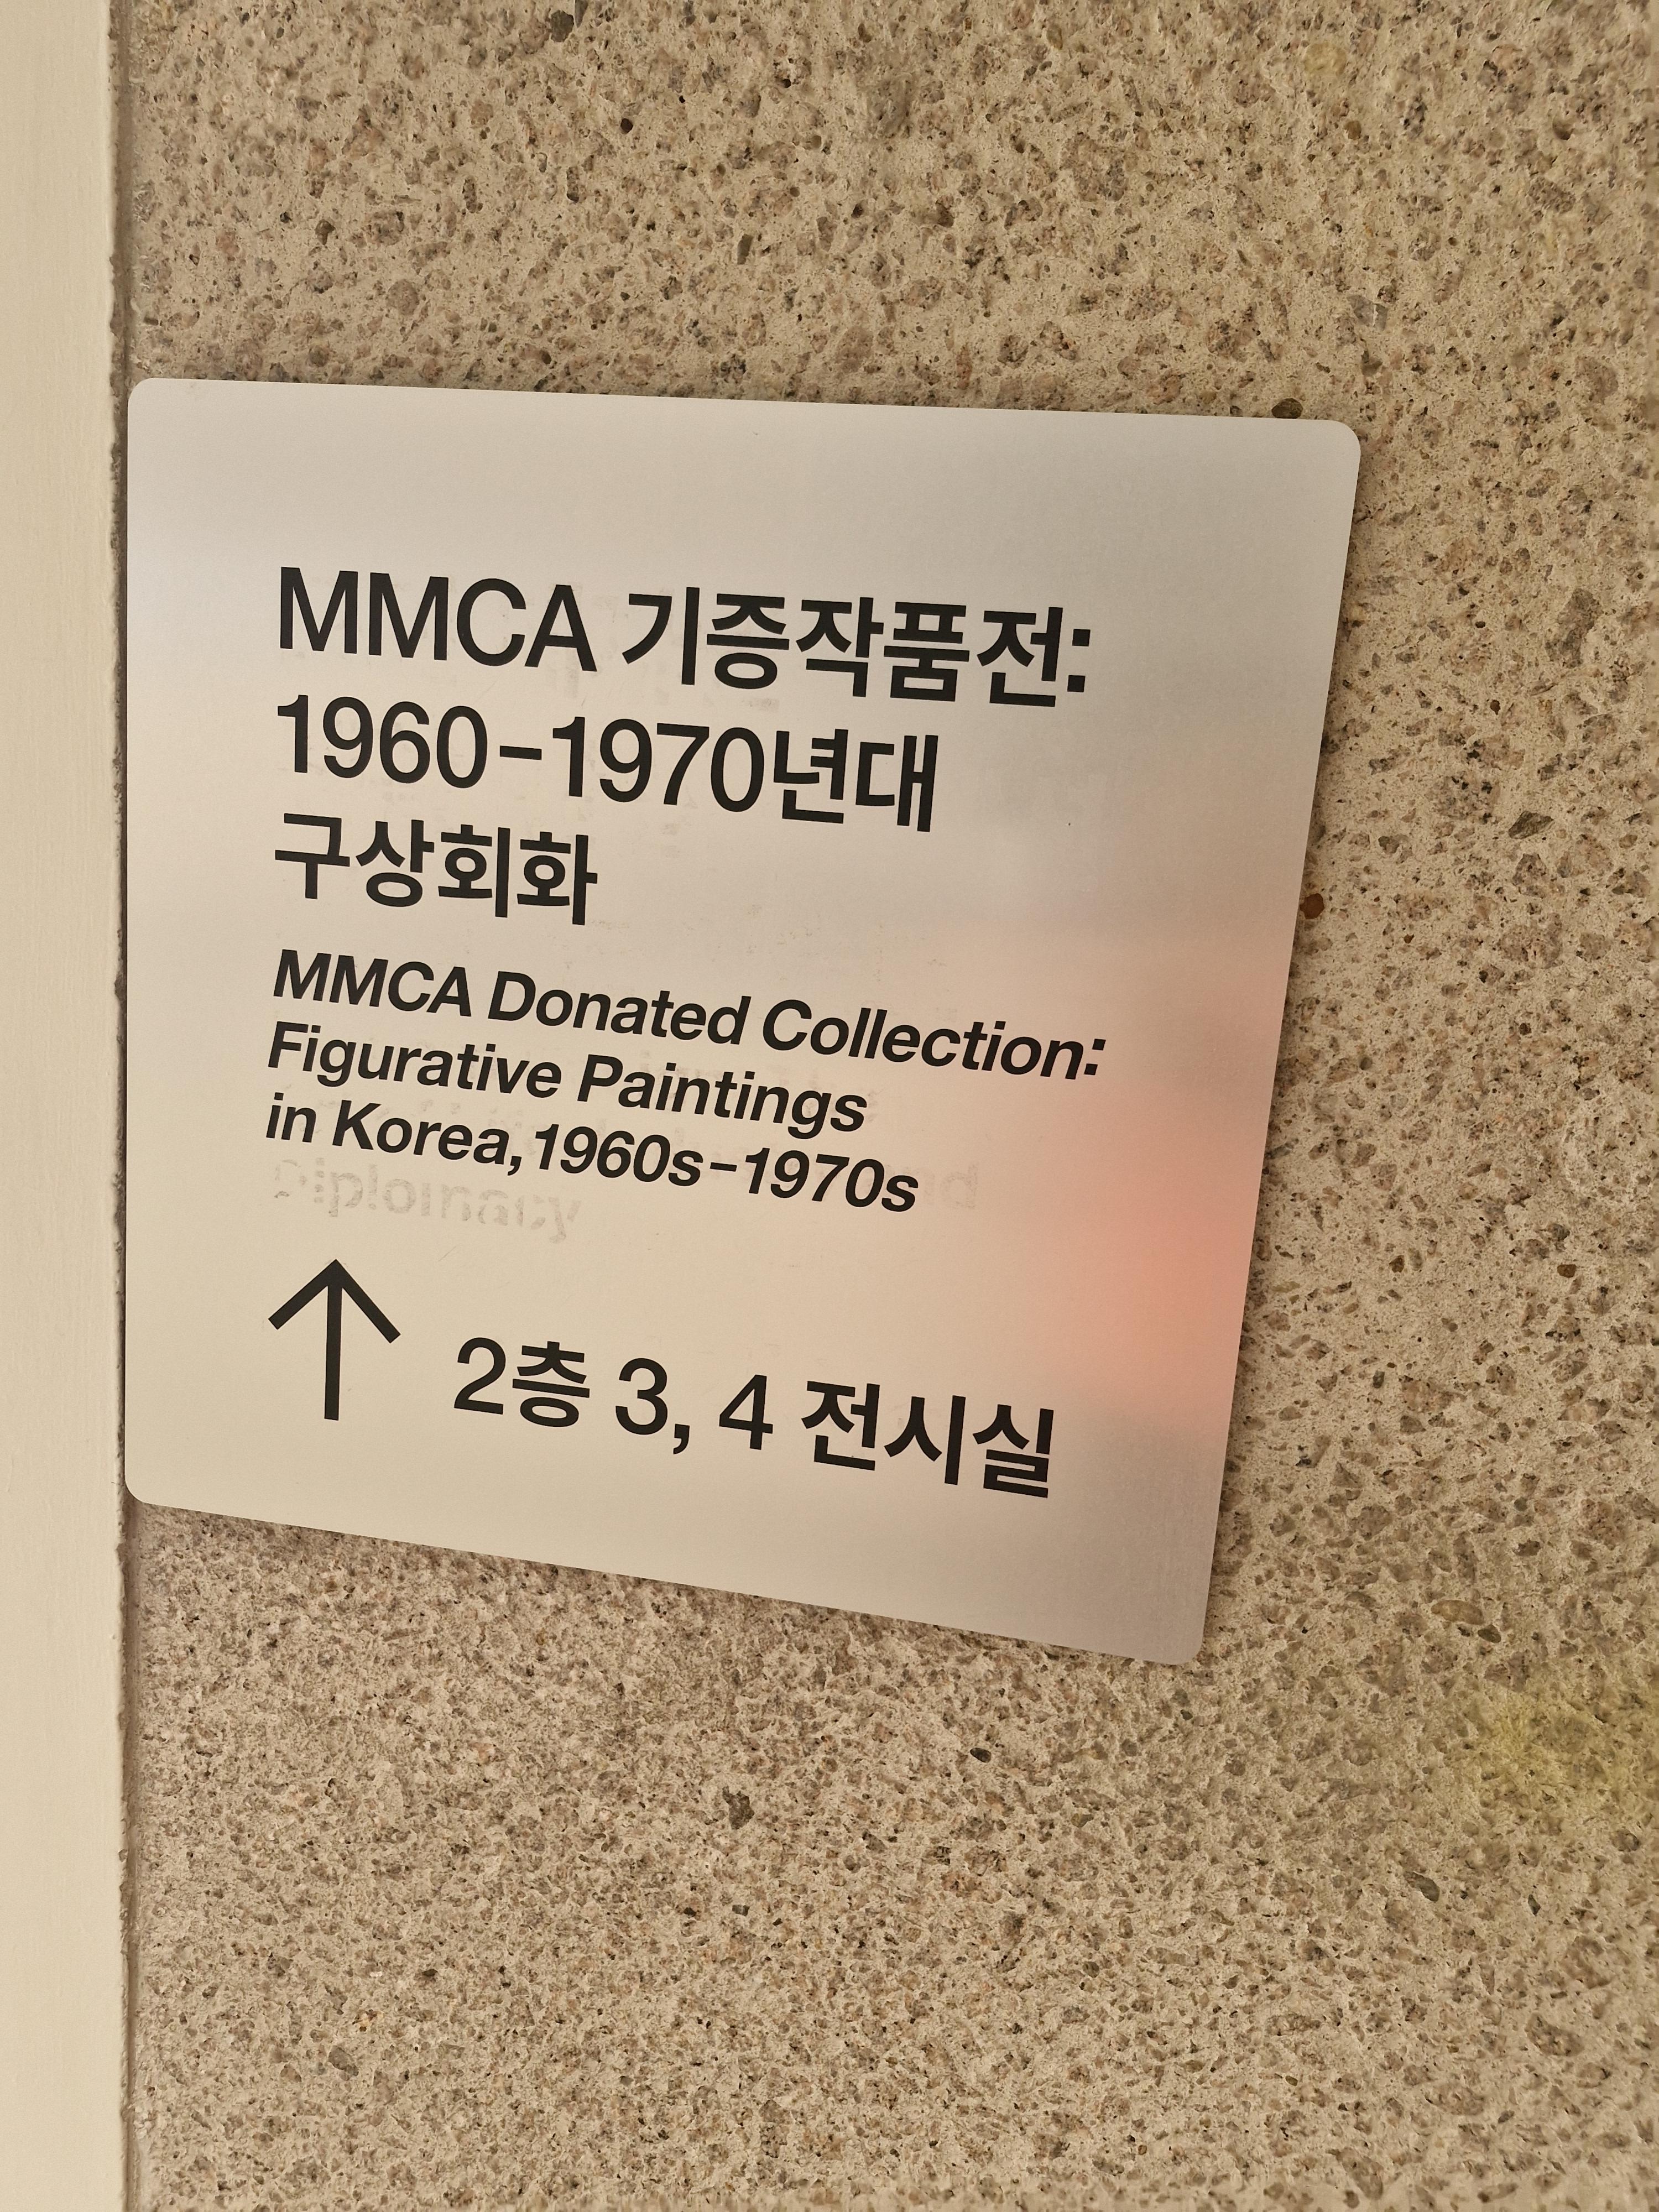 MMCA 기증작품전:
1960-1970년대
구상회화
MMCA Donated Collection:
Figurative Paintings
in Korea, 1960s-1970s
Diplomacy
↑ 2층 3, 4 전시실